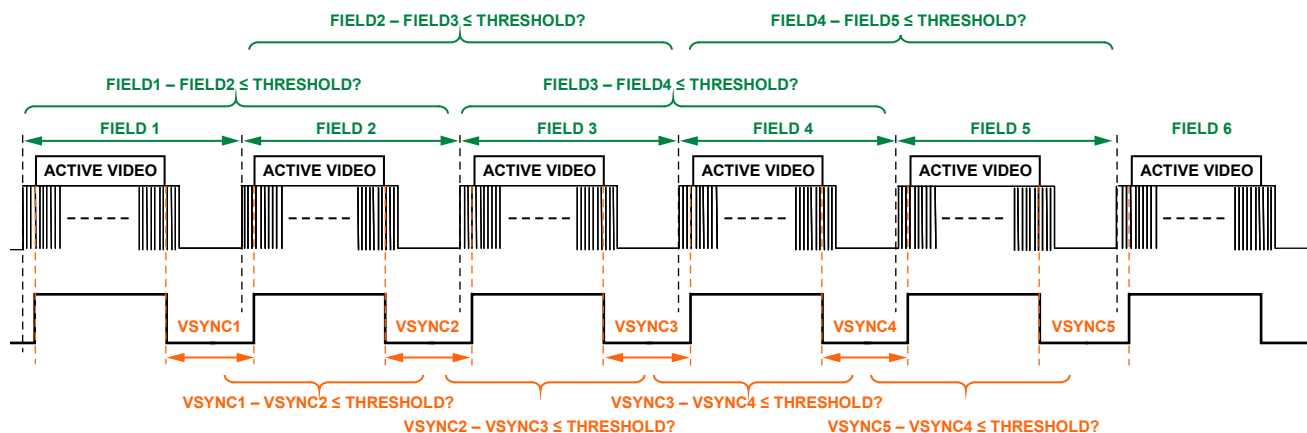 FIELD2 – FIELD3 ≤ THRESHOLD?
FIELD4 – FIELD5 ≤ THRESHOLD?
FIELD1 – FIELD2 ≤ THRESHOLD?
FIELD3 – FIELD4 ≤ THRESHOLD?
FIELD 1
FIELD 2
FIELD 3
FIELD 4
FIELD 5
FIELD 6
ACTIVE VIDEO
ACTIVE VIDEO
ACTIVE VIDEO
ACTIVE VIDEO
ACTIVE VIDEO
ACTIVE VIDEO
VSYNC1
VSYNC2
VSYNC3
VSYNC4
VSYNC5
VSYNC1 – VSYNC2 ≤ THRESHOLD?
VSYNC3 – VSYNC4 ≤ THRESHOLD?
VSYNC2 – VSYNC3 ≤ THRESHOLD?
VSYNC5 – VSYNC4 ≤ THRESHOLD?